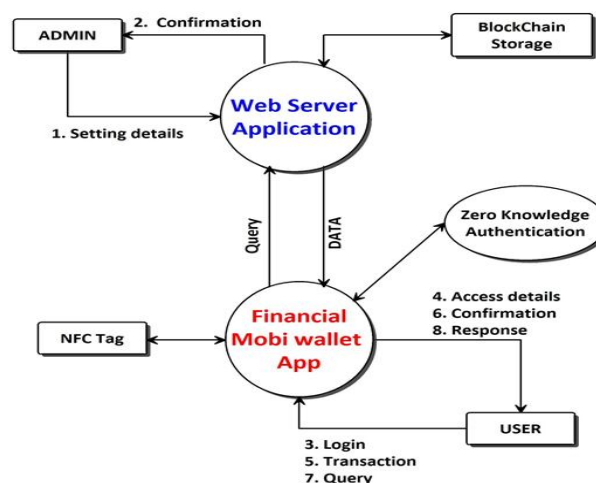 2. Confirmation
ADMIN
BlockChain
Storage
Web Server
Application
1. Setting details
Query
DATA
Zero Knowledge
Authentication
4. Access details
6. Confirmation
8. Response
Financial
Mobi wallet
App
NFC Tag
USER
3. Login
5. Transaction
7. Query